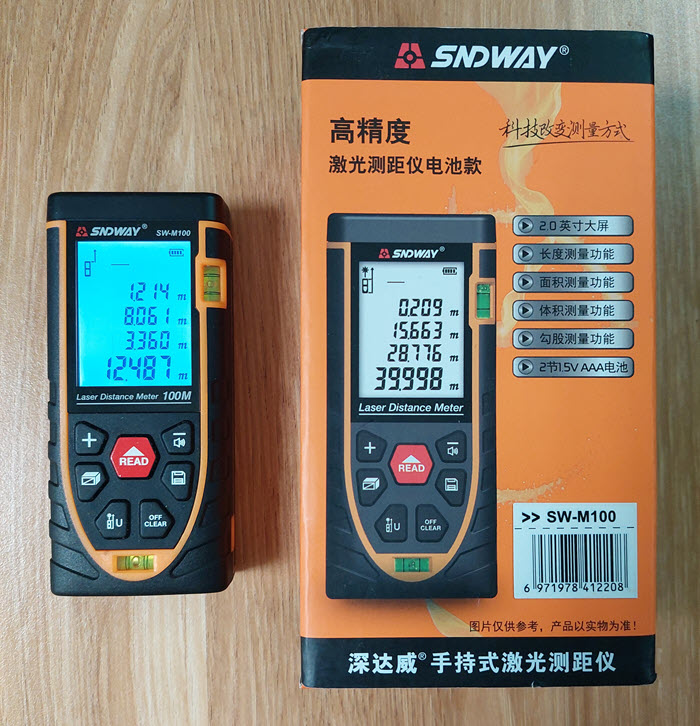 SNDWAY®
SW-M100
1.214 m
8.061 m
3.360 m
12.487 m
Laser Distance Meter 100M
READ
U
OFF
CLEAR
SNDWAY®
高精度
激光测距仪电池款
科技改变测量方式
SNDWAY®
0.209 m
15.663 m
28.776 m
39.998 m
Laser Distance Meter
READ
U
OFF
CLEAR
2.0 英寸大屏
长度测量功能
面积测量功能
体积测量功能
勾股测量功能
2节1.5V AAA电池
>> SW-M100
6 971978 412208
图片仅供参考，产品以实物为准！
深达威®手持式激光测距仪